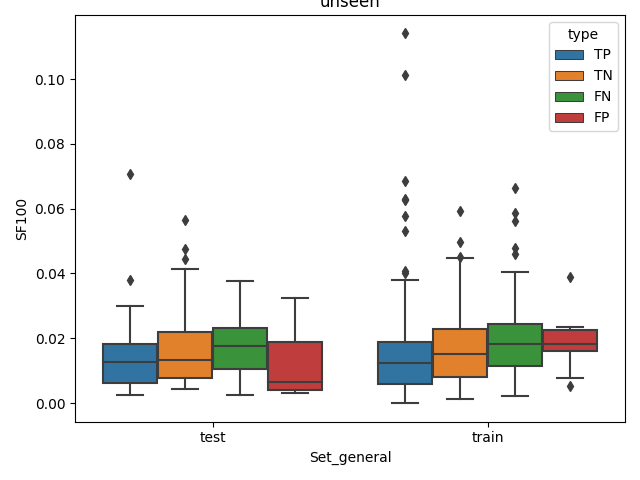 unseen
type
TP
TN
FN
FP
0.10
0.08
0.06
0.04
0.02
0.00
SF100
test
train
Set_general